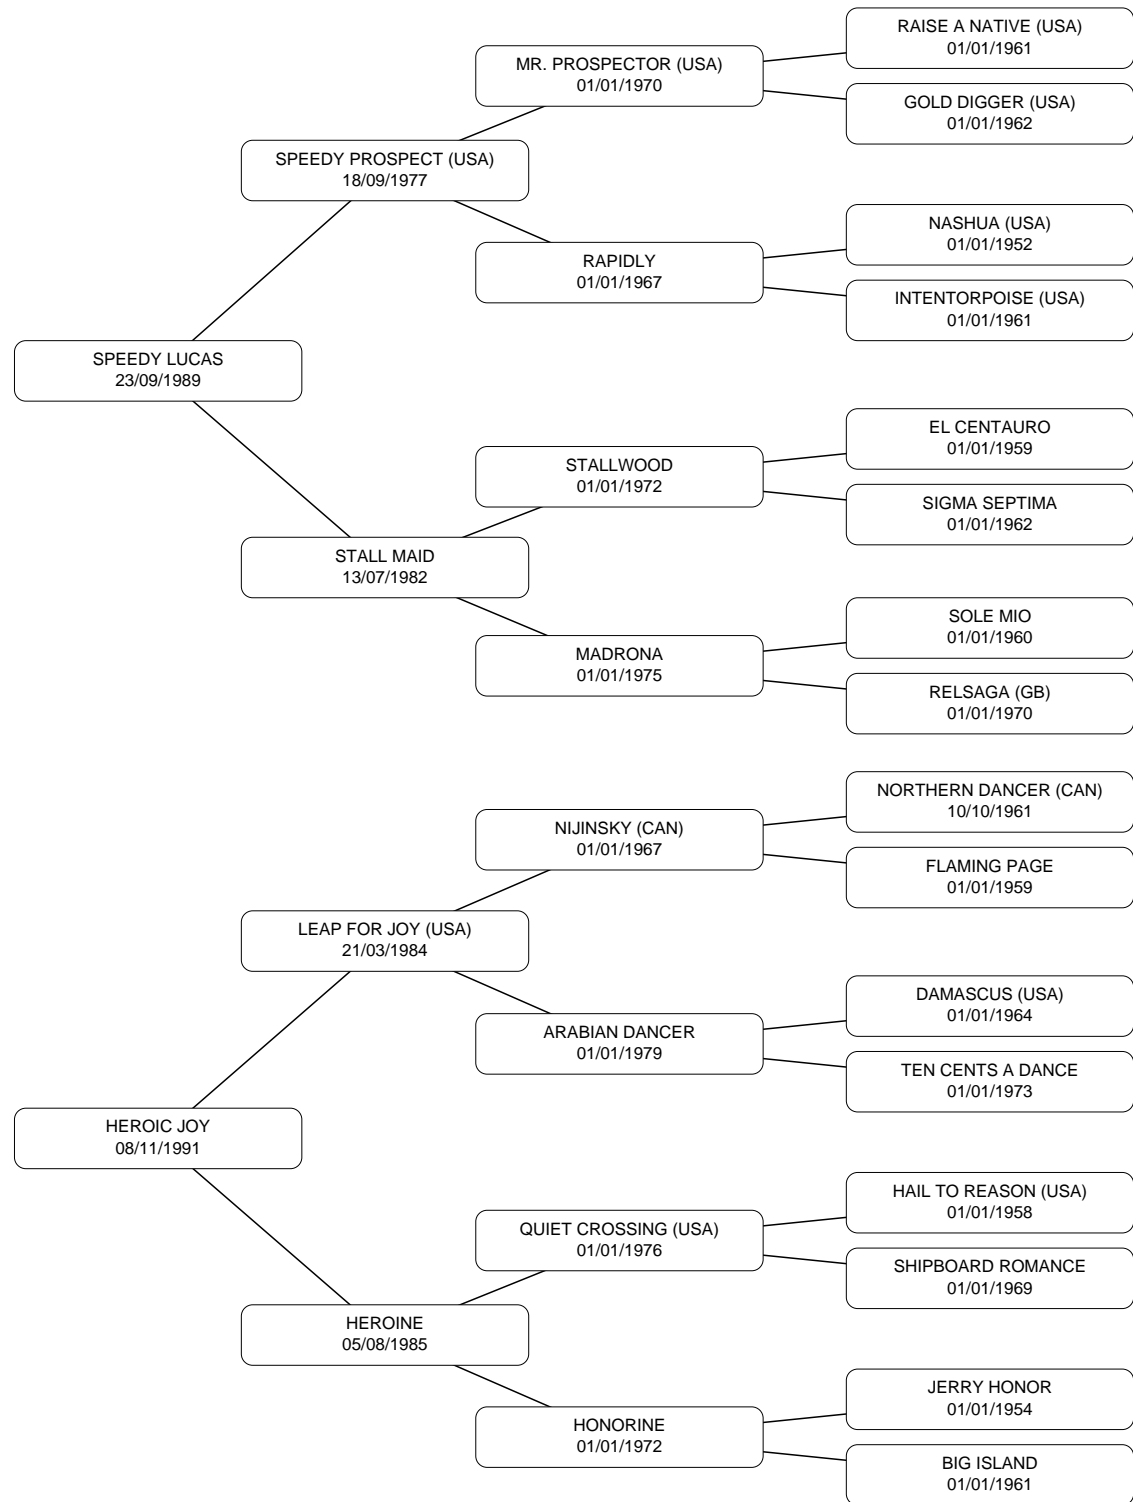 RAISE A NATIVE (USA)
01/01/1961
MR. PROSPECTOR (USA)
01/01/1970
GOLD DIGGER (USA)
01/01/1962
SPEEDY PROSPECT (USA)
18/09/1977
NASHUA (USA)
01/01/1952
RAPIDLY
01/01/1967
INTENTORPOISE (USA)
01/01/1961
SPEEDY LUCAS
23/09/1989
EL CENTAURO
01/01/1959
STALLWOOD
01/01/1972
SIGMA SEPTIMA
01/01/1962
STALL MAID
13/07/1982
SOLE MIO
01/01/1960
MADRONA
01/01/1975
RELSAGA (GB)
01/01/1970
NORTHERN DANCER (CAN)
10/10/1961
NIJINSKY (CAN)
01/01/1967
FLAMING PAGE
01/01/1959
LEAP FOR JOY (USA)
21/03/1984
DAMASCUS (USA)
01/01/1964
ARABIAN DANCER
01/01/1979
TEN CENTS A DANCE
01/01/1973
HEROIC JOY
08/11/1991
HAIL TO REASON (USA)
01/01/1958
QUIET CROSSING (USA)
01/01/1976
SHIPBOARD ROMANCE
01/01/1969
HEROINE
05/08/1985
JERRY HONOR
01/01/1954
HONORINE
01/01/1972
BIG ISLAND
01/01/1961